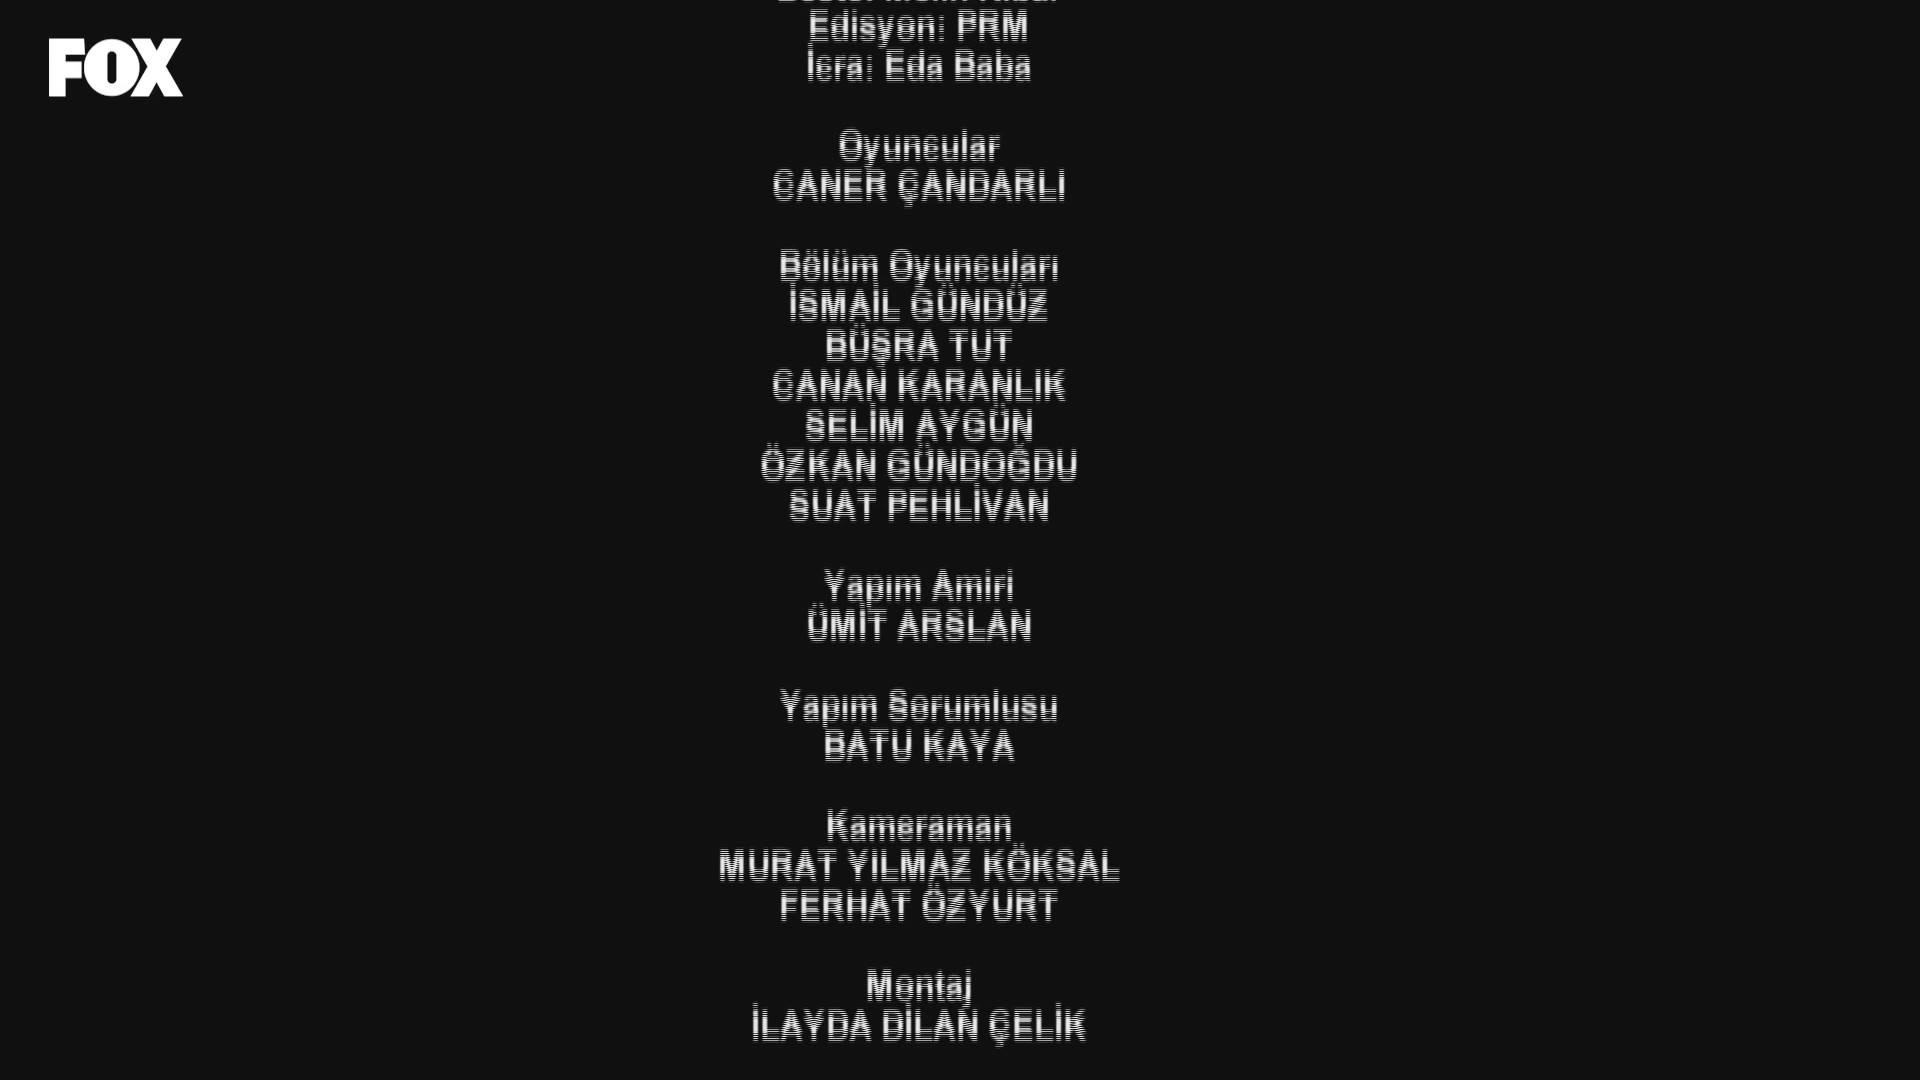 FOX
Edisyon: PRM
İcra: Eda Baba
Oyuncular
CANER ÇANDARLI
Bölüm Oyuncuları
İSMAİL GÜNDÜZ
BÜŞRA TUT
CANAN KARANLIK
SELİM AYGÜN
ÖZKAN GÜNDOĞDU
SUAT PEHLİVAN
Yapım Amiri
ÜMİT ARSLAN
Yapım Sorumlusu
BATU KAYA
Kameraman
MURAT YILMAZ KÖKSAL
FERHAT ÖZYURT
Montaj
İLAYDA DİLAN ÇELİK